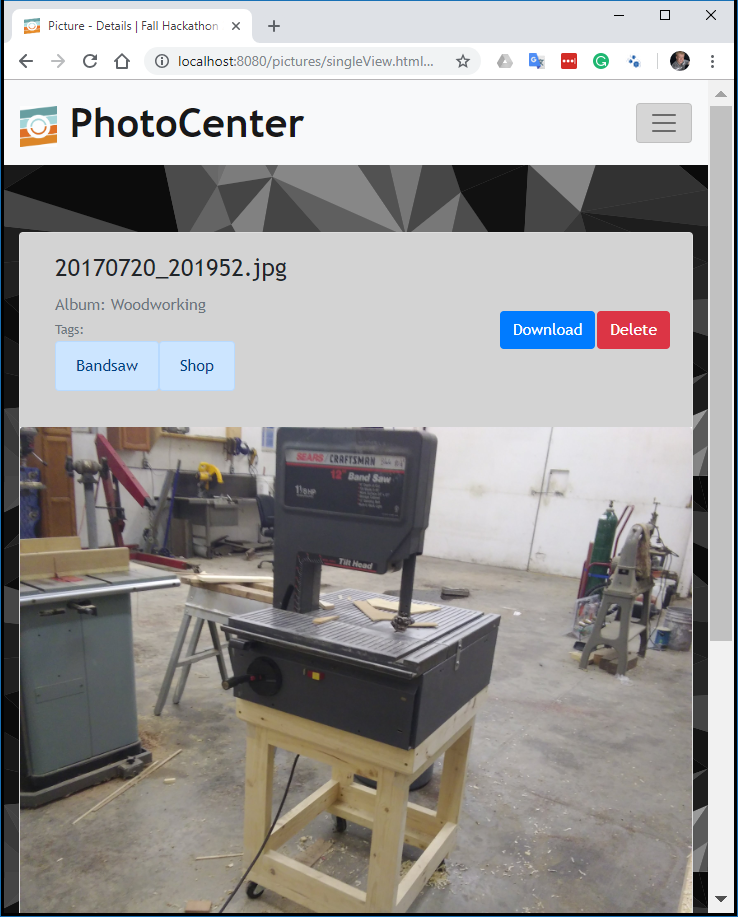 Picture - Details | Fall Hackathon
localhost:8080/pictures/singleView.html...
PhotoCenter
20170720_201952.jpg
Album: Woodworking
Tags:
Download
Delete
Bandsaw
Shop
SEARS / CRAFTSMAN
12" Band Saw
Tilt Head